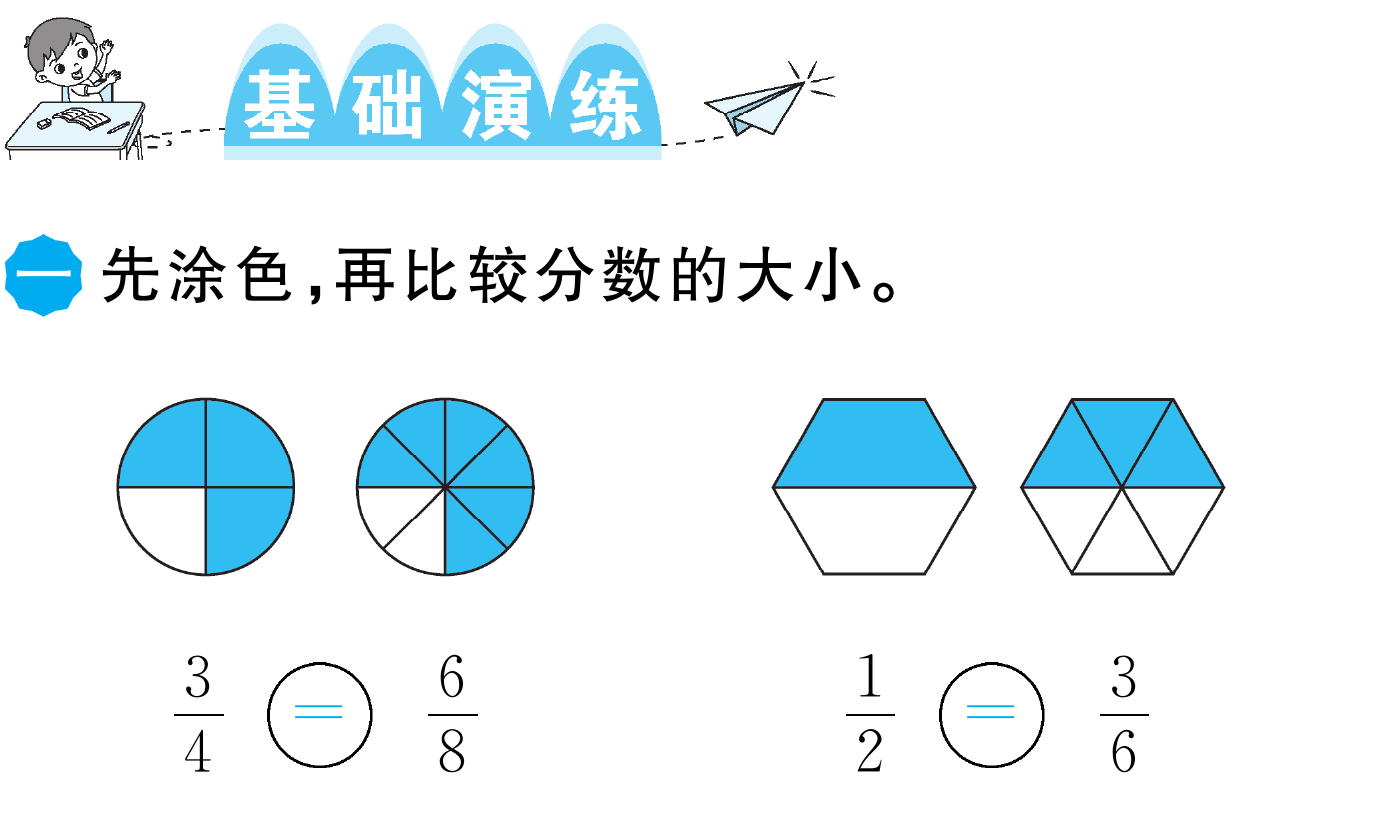 基础演练
一 先涂色,再比较分数的大小。
3/4 = 6/8 1/2 = 3/6